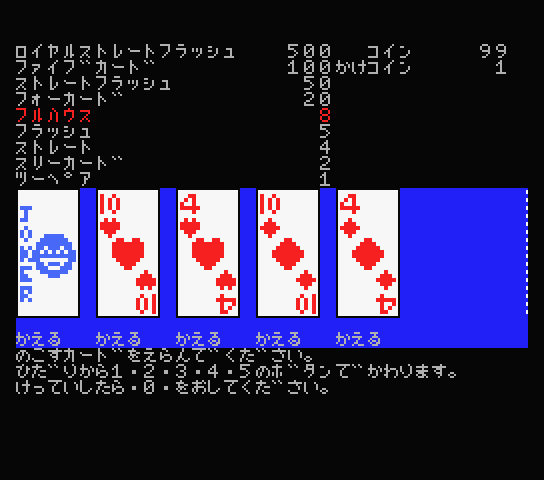 ロイヤルストレートフラッシュ 500 コイン 99
ファイブカード 100 かけコイン 1
ストレートフラッシュ 50
フォーカード 20
フルハウス 8
フラッシュ 5
ストレート 4
スリーカード 2
ツーペア 1
JOKER 10 4 10 4
10 4 10 4
かえる かえる かえる かえる かえる
のこすカードをえらんでください。
ひだりから1・2・3・4・5のボタンでかわります。
けっていしたら・0・をおしてください。